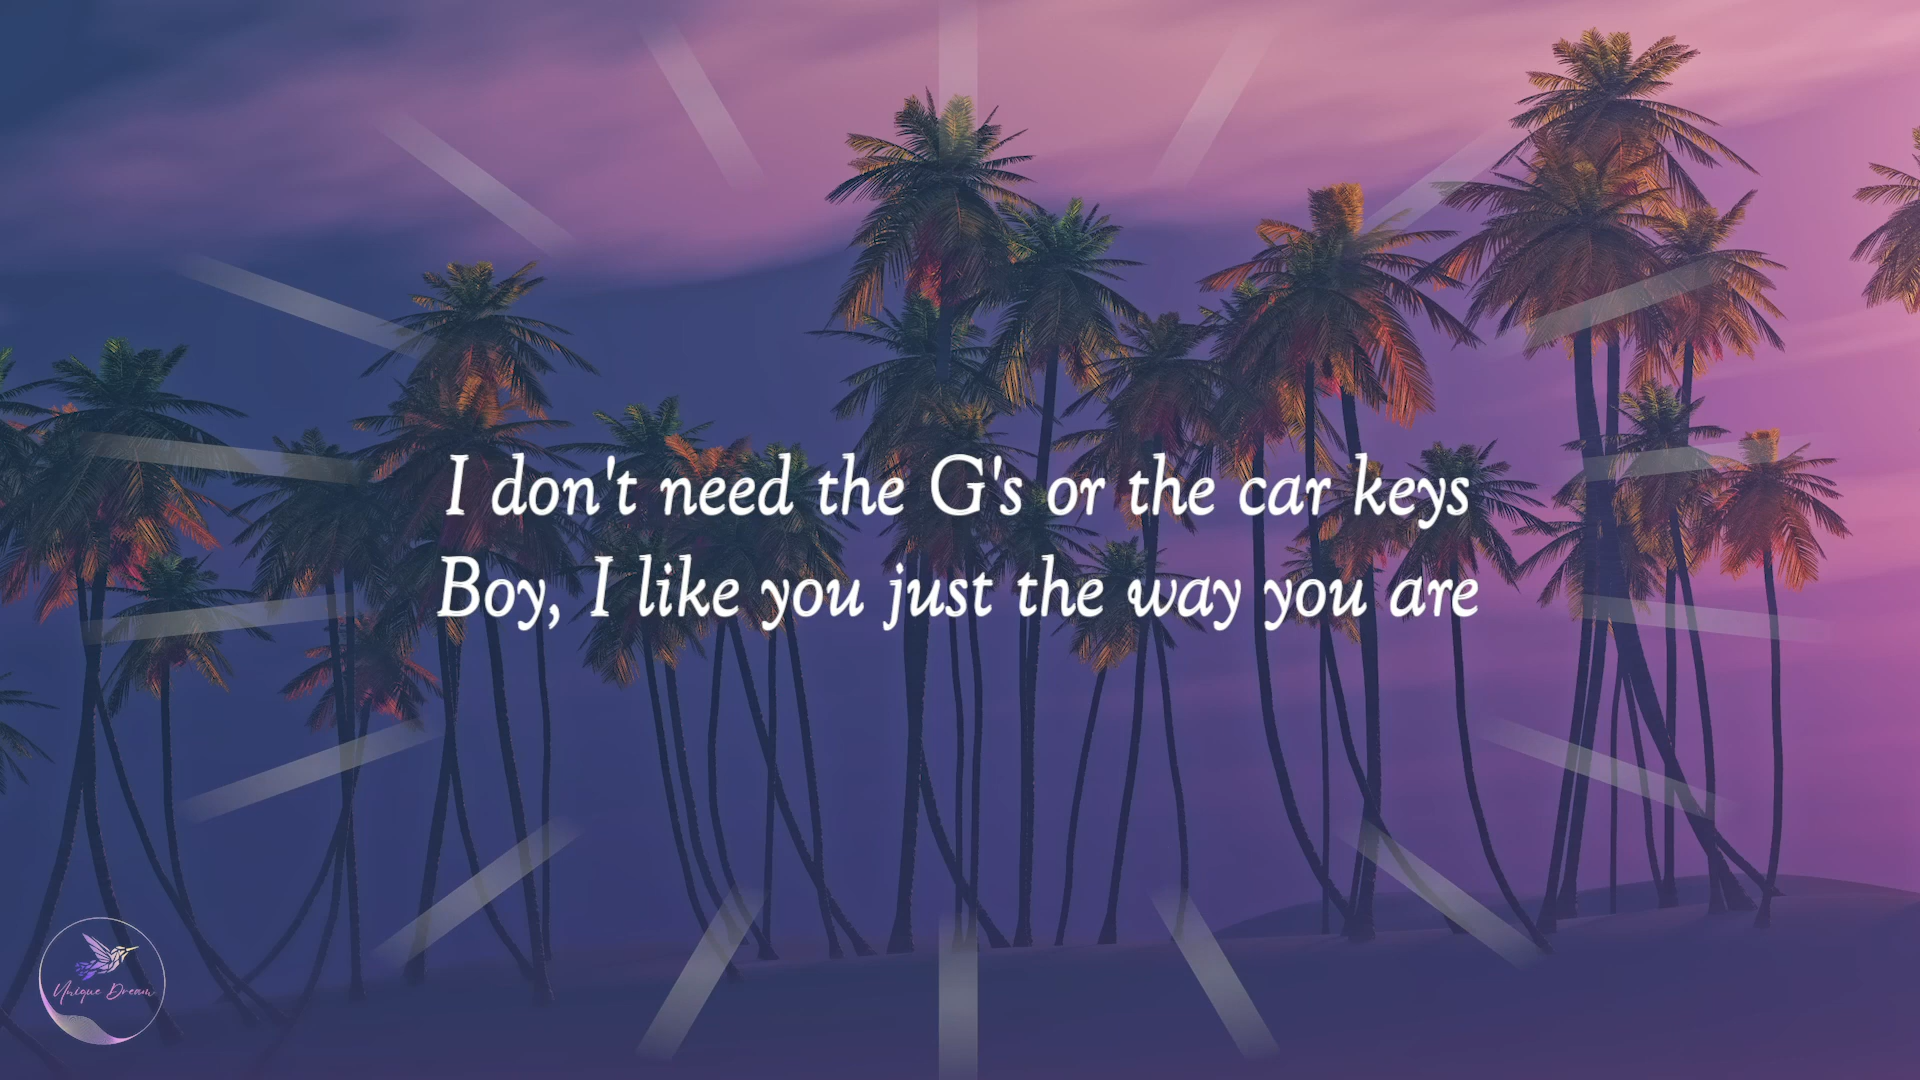 I don't need the G's or the car keys
Boy, I like you just the way you are
Unique Dream